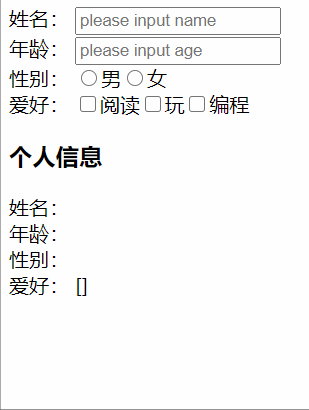 姓名： please input name
年龄： please input age
性别： 男 女
爱好： 阅读 玩 编程
个人信息
姓名：
年龄：
性别：
爱好： []